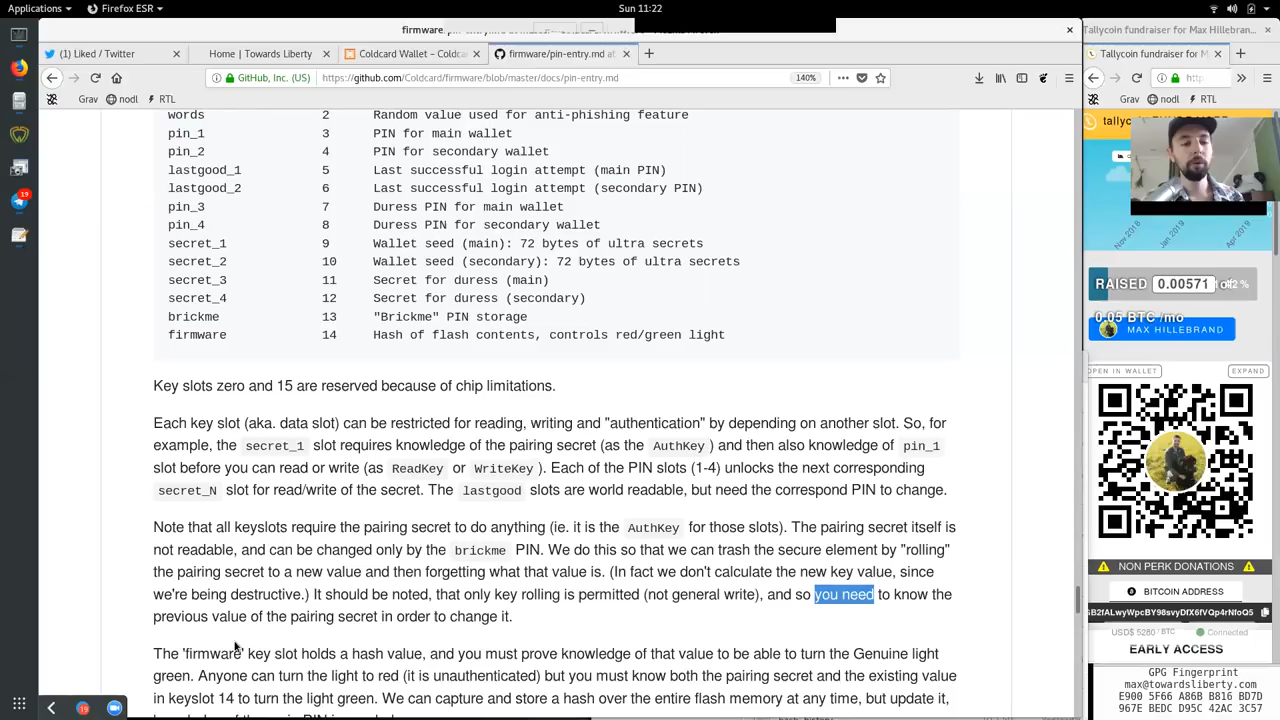 Applications
Firefox ESR
Sun 11:22
firmware
Tallycoin fundraiser for Max Hillebran...
(1) Liked / Twitter
Home | Towards Liberty
Coldcard Wallet – Coldca
firmware/pin-entry.md at
Tallycoin fundraiser for M
GitHub, Inc. (US)
https://github.com/Coldcard/firmware/blob/master/docs/pin-entry.md
140%
Grav
nodl
RTL
Grav
nodl
RTL
words 2 Random value used for anti-phishing feature
pin_1 3 PIN for main wallet
pin_2 4 PIN for secondary wallet
lastgood_1 5 Last successful login attempt (main PIN)
lastgood_2 6 Last successful login attempt (secondary PIN)
pin_3 7 Duress PIN for main wallet
pin_4 8 Duress PIN for secondary wallet
secret_1 9 Wallet seed (main): 72 bytes of ultra secrets
secret_2 10 Wallet seed (secondary): 72 bytes of ultra secrets
secret_3 11 Secret for duress (main)
secret_4 12 Secret for duress (secondary)
brickme 13 "Brickme" PIN storage
firmware 14 Hash of flash contents, controls red/green light
Key slots zero and 15 are reserved because of chip limitations.
Each key slot (aka. data slot) can be restricted for reading, writing and "authentication" by depending on another slot. So, for
example, the secret_1 slot requires knowledge of the pairing secret (as the AuthKey ) and then also knowledge of pin_1
slot before you can read or write (as ReadKey or WriteKey ). Each of the PIN slots (1-4) unlocks the next corresponding
secret_N slot for read/write of the secret. The lastgood slots are world readable, but need the correspond PIN to change.
Note that all keyslots require the pairing secret to do anything (ie. it is the AuthKey for those slots). The pairing secret itself is
not readable, and can be changed only by the brickme PIN. We do this so that we can trash the secure element by "rolling"
the pairing secret to a new value and then forgetting what that value is. (In fact we don't calculate the new key value, since
we're being destructive.) It should be noted, that only key rolling is permitted (not general write), and so you need to know the
previous value of the pairing secret in order to change it.
The 'firmware' key slot holds a hash value, and you must prove knowledge of that value to be able to turn the Genuine light
green. Anyone can turn the light to red (it is unauthenticated) but you must know both the pairing secret and the existing value
in keyslot 14 to turn the light green. We can capture and store a hash over the entire flash memory at any time, but update it,
19
19
Nov 2018
Jan 2019
Apr 2019
RAISED 0.00571 of
0.05 BTC /mo
MAX HILLEBRAND
OPEN IN WALLET
EXPAND
NON PERK DONATIONS
BITCOIN ADDRESS
USD$ 5280 / BTC
Connected
EARLY ACCESS
GPG Fingerprint
max@towardsliberty.com
E900 5F66 A86B B816 BD7D
967E BEDC D95C 42AC 3C57